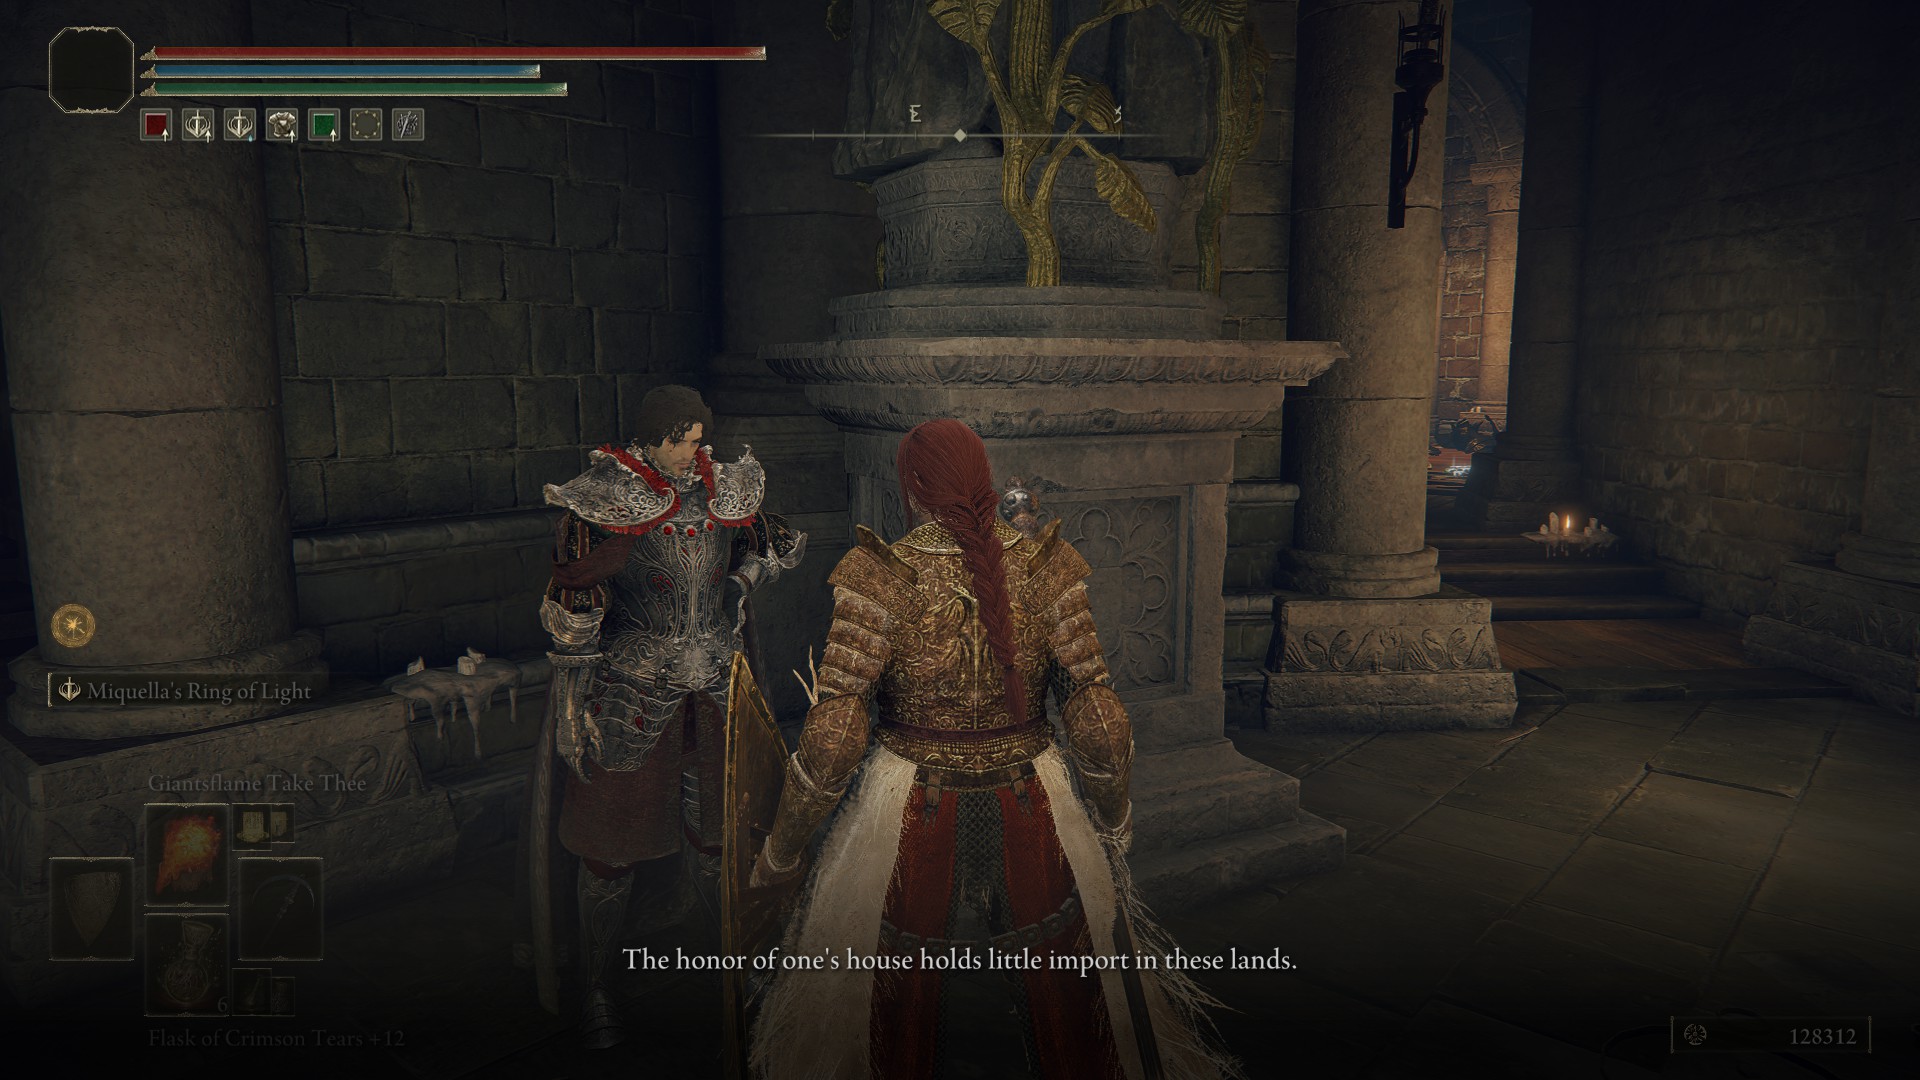 E
S
Miquella's Ring of Light
Giantsflame Take Thee
6
Flask of Crimson Tears +12
The honor of one's house holds little import in these lands.
128312